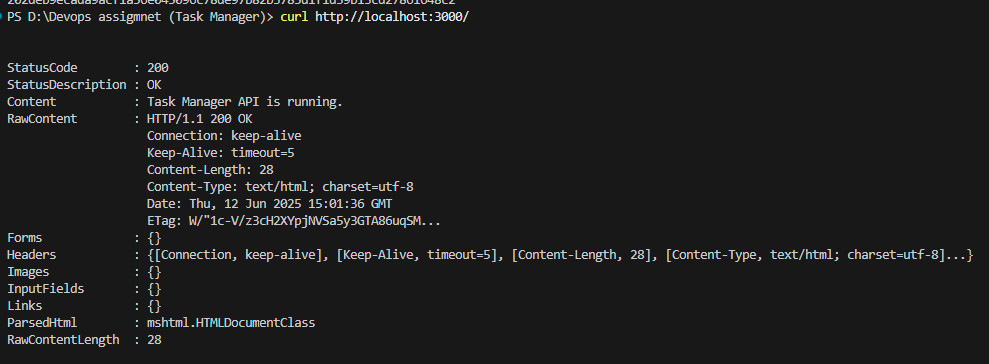 PS D:\Devops assigmnet (Task Manager)> curl http://localhost:3000/
StatusCode        : 200
StatusDescription : OK
Content           : Task Manager API is running.
RawContent        : HTTP/1.1 200 OK
                    Connection: keep-alive
                    Keep-Alive: timeout=5
                    Content-Length: 28
                    Content-Type: text/html; charset=utf-8
                    Date: Thu, 12 Jun 2025 15:01:36 GMT
                    ETag: W/"1c-V/z3cH2XYpjNVSa5y3GTA86uqSM...
Forms             : {}
Headers           : {[Connection, keep-alive], [Keep-Alive, timeout=5], [Content-Length, 28], [Content-Type, text/html; charset=utf-8]...}
Images            : {}
InputFields       : {}
Links             : {}
ParsedHtml        : mshtml.HTMLDocumentClass
RawContentLength  : 28